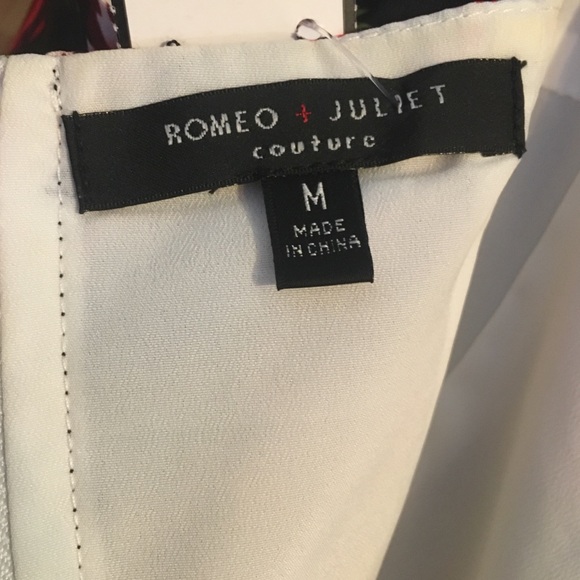 ROMEO + JULIET
couture
M
MADE
IN CHINA